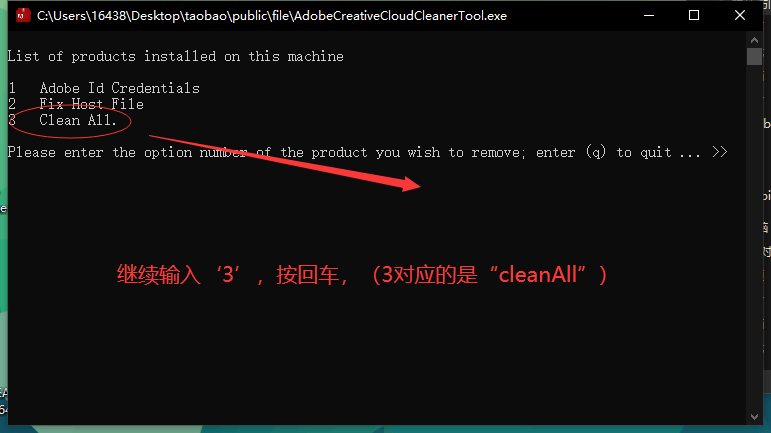 C:\Users\16438\Desktop\taobao\public\file\AdobeCreativeCloudCleanerTool.exe
List of products installed on this machine
1 Adobe Id Credentials
2 Fix Host File
3 Clean All.
Please enter the option number of the product you wish to remove; enter (q) to quit ... >>
继续输入‘3’，按回车，（3对应的是“cleanAll”）